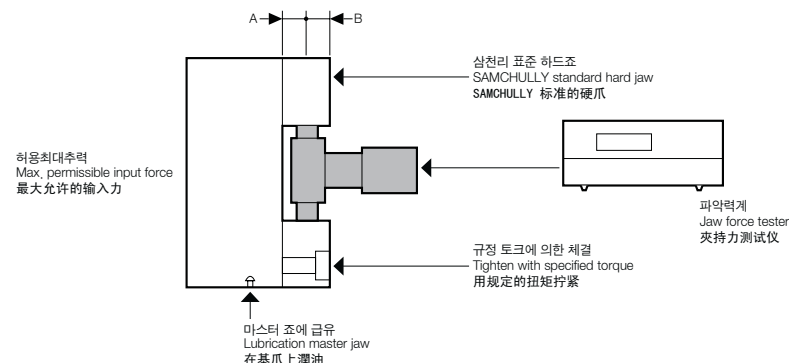 A
B
삼천리 표준 하드죠
SAMCHULLY standard hard jaw
SAMCHULLY 标准的硬爪
허용최대추력
Max. permissible input force
最大允许的输入力
파악력계
Jaw force tester
夾持力测试仪
규정 토크에 의한 체결
Tighten with specified torque
用规定的扭矩拧紧
마스터 죠에 급유
Lubrication master jaw
在基爪上潤油